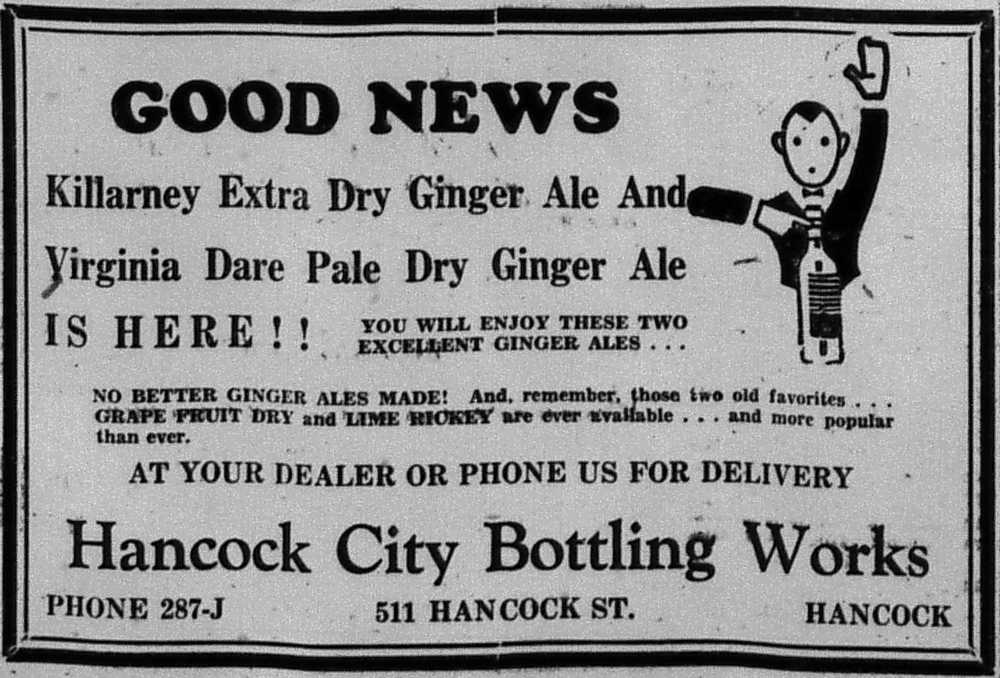 GOOD NEWS
Killarney Extra Dry Ginger Ale And
Virginia Dare Pale Dry Ginger Ale
IS HERE!!
YOU WILL ENJOY THESE TWO
EXCELLENT GINGER ALES . . .
NO BETTER GINGER ALES MADE! And, remember, those two old favorites . . .
GRAPE FRUIT DRY and LIME RICKEY are ever available . . . and more popular
than ever.
AT YOUR DEALER OR PHONE US FOR DELIVERY
Hancock City Bottling Works
PHONE 287-J
511 HANCOCK ST.
HANCOCK